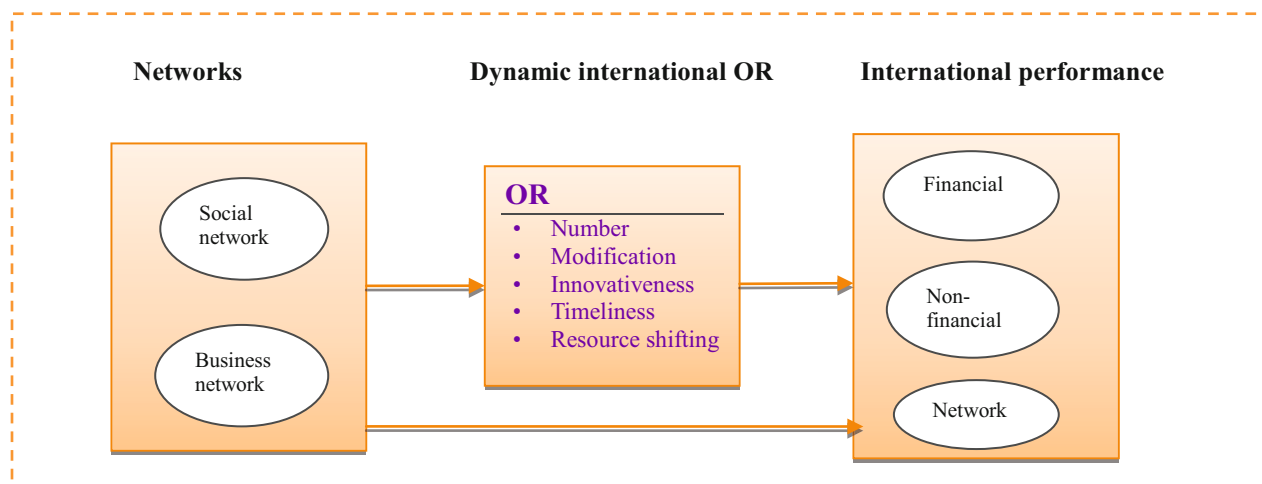 Networks
Dynamic international OR
International performance
Social
network
Business
network
OR
• Number
• Modification
• Innovativeness
• Timeliness
• Resource shifting
Financial
Non-
financial
Network